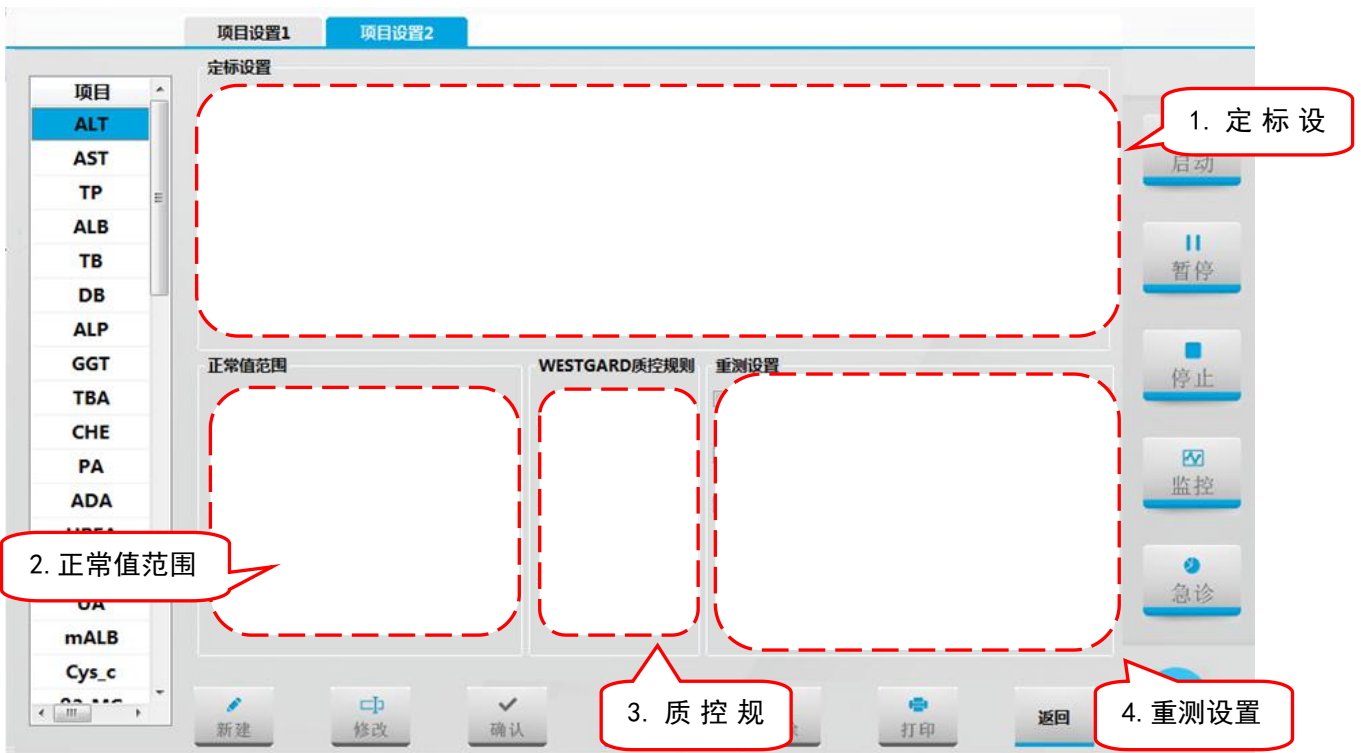 项目设置1
项目设置2
定标设置
项目
ALT
AST
TP
ALB
TB
DB
ALP
GGT
TBA
CHE
PA
ADA
UA
mALB
Cys_c
正常值范围
WESTGARD质控规则
重测设置
1. 定标设
启动
暂停
停止
监控
急诊
2. 正常值范围
3. 质控规
4. 重测设置
新建
修改
确认
打印
返回